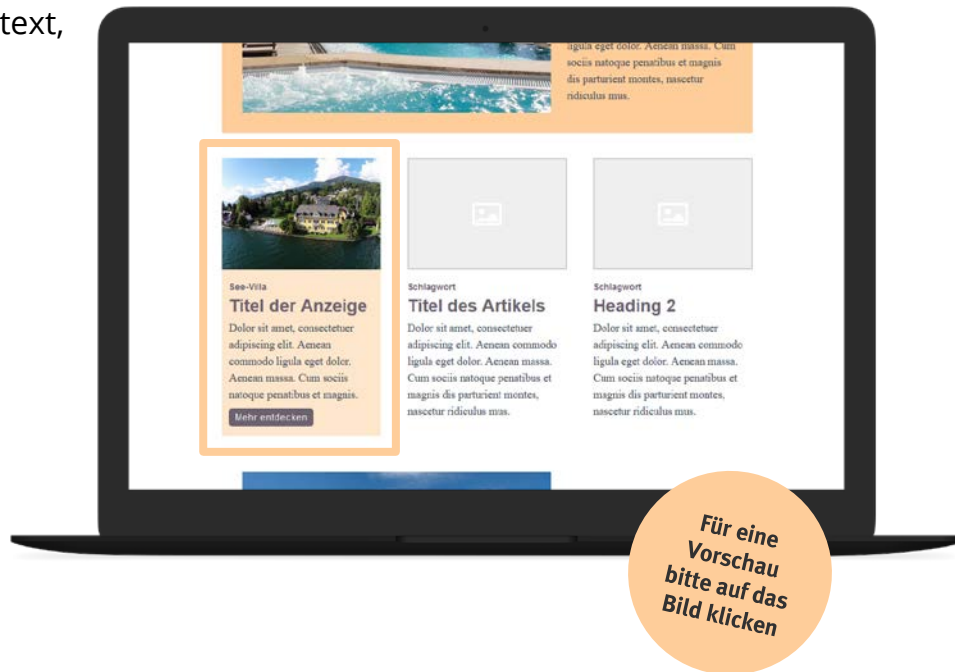 text,
ligula eget dolor. Aenean massa. Cum
sociis natoque penatibus et magnis
dis parturient montes, nascetur
ridiculus mus.
See-Villa
Titel der Anzeige
Dolor sit amet, consectetuer
adipiscing elit. Aenean
commodo ligula eget dolor.
Aenean massa. Cum sociis
natoque penatibus et magnis.
Mehr entdecken
Schlagwort
Titel des Artikels
Dolor sit amet, consectetuer
adipiscing elit. Aenean commodo
ligula eget dolor. Aenean massa.
Cum sociis natoque penatibus et
magnis dis parturient montes,
nascetur ridiculus mus.
Schlagwort
Heading 2
Dolor sit amet, consectetuer
adipiscing elit. Aenean commodo
ligula eget dolor. Aenean massa.
Cum sociis natoque penatibus et
magnis dis parturient montes,
nascetur ridiculus mus.
Für eine
Vorschau
bitte auf das
Bild klicken